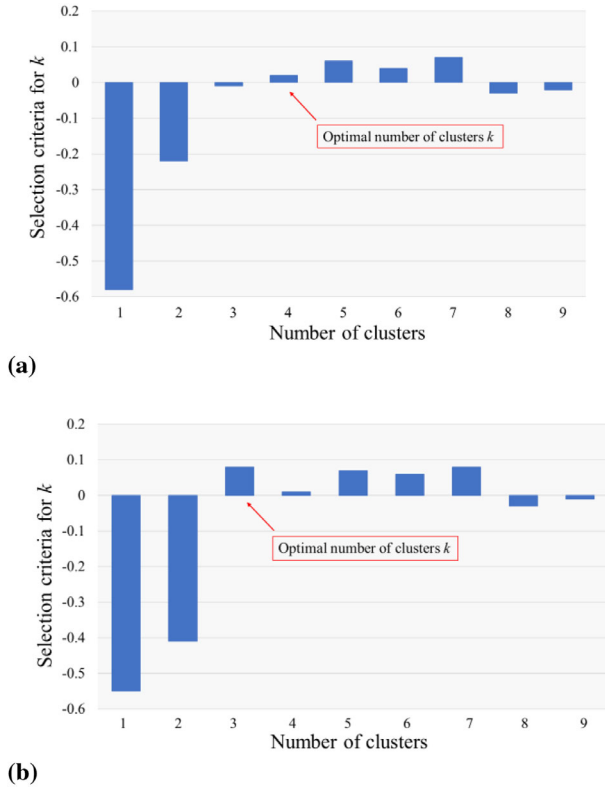 0.2
0.1
0
-0.1
-0.2
-0.3
-0.4
-0.5
-0.6
Selection criteria for k
Optimal number of clusters k
1 2 3 4 5 6 7 8 9
Number of clusters
(a)
0.2
0.1
0
-0.1
-0.2
-0.3
-0.4
-0.5
-0.6
Selection criteria for k
Optimal number of clusters k
1 2 3 4 5 6 7 8 9
Number of clusters
(b)